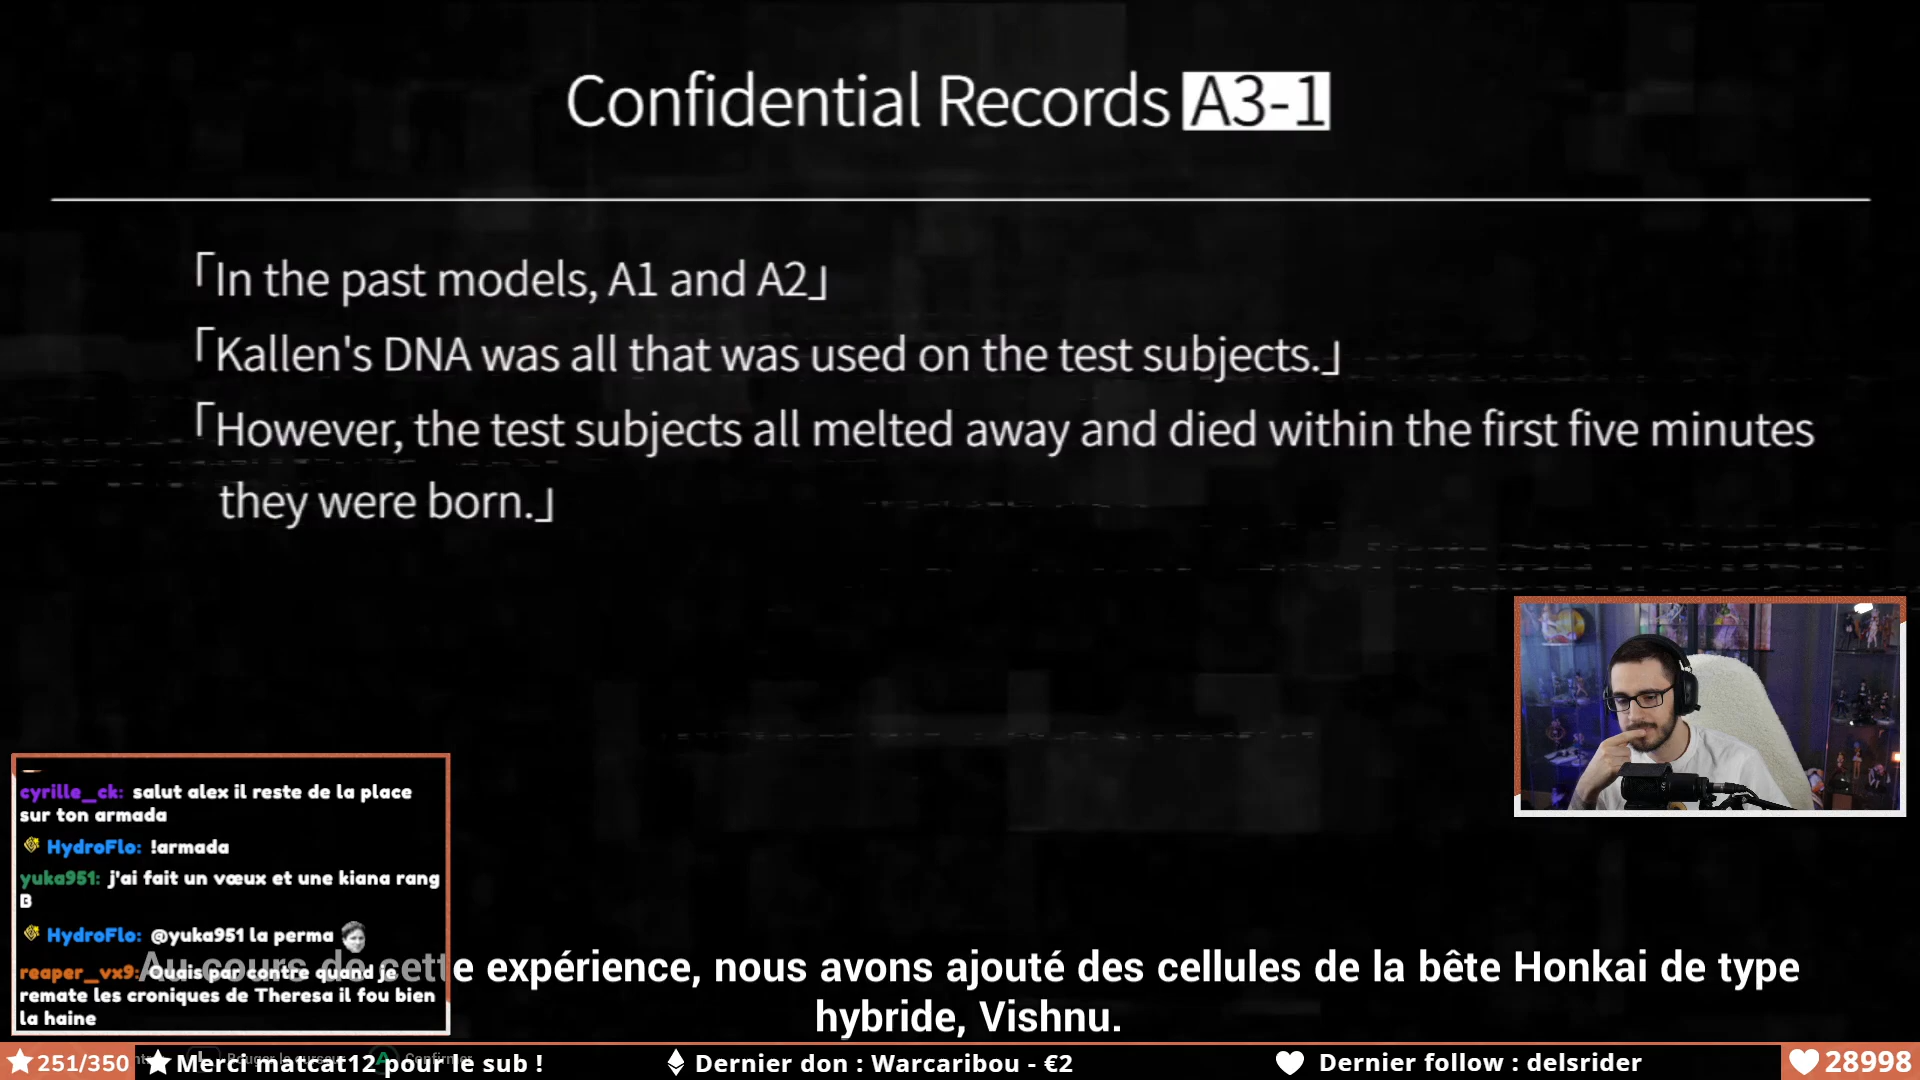 Confidential Records A3-1
「In the past models, A1 and A2」
「Kallen's DNA was all that was used on the test subjects.」
「However, the test subjects all melted away and died within the first five minutes
they were born.」
cyrille_ck: salut alex il reste de la place
sur ton armada
HydroFlo: !armada
yuka951: j'ai fait un vœux et une kiana rang
B
HydroFlo: @yuka951 la perma
reaper_vx9: Ouais par contre quand je
remate les croniques de Theresa il fou bien
la haine
Au cours de cette expérience, nous avons ajouté des cellules de la bête Honkai de type
hybride, Vishnu.
251/350
Merci matcat12 pour le sub !
Dernier don : Warcaribou - €2
Dernier follow : delsrider
28998